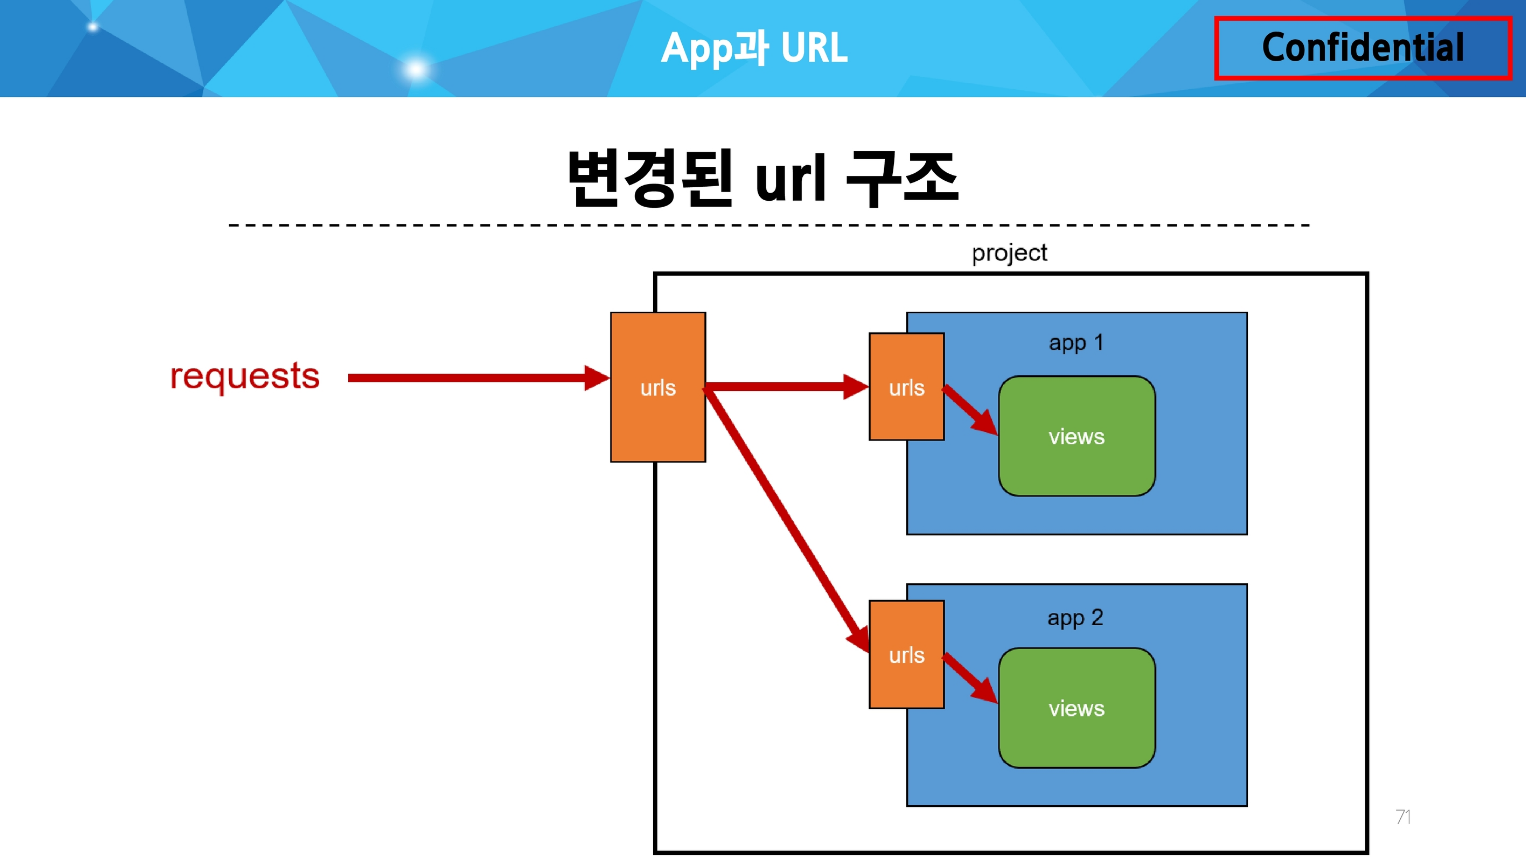 App과 URL
Confidential
변경된 url 구조
project
requests
urls
urls
app 1
views
urls
app 2
views
71